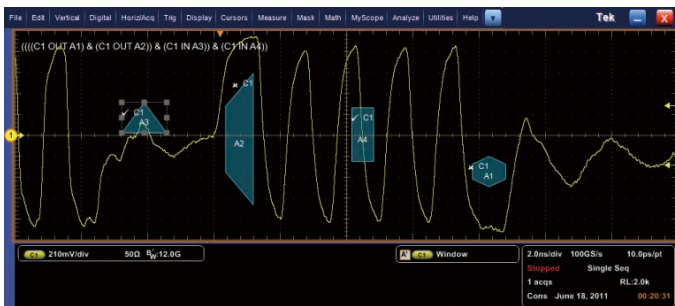 File Edit Vertical Digital Horiz/Acq Trig Display Cursors Measure Mask Math MyScope Analyze Utilities Help Tek X
((((C1 OUT A1) & (C1 OUT A2)) & (C1 IN A3)) & (C1 IN A4))
C1
C1
A3
C1
A2
A4
1
C1
A1
C1 210mV/div 50Ω BW:12.0G
A' C1 Window
2.0ns/div 100GS/s 10.0ps/pt
Stopped Single Seq
1 acqs RL:2.0k
Cons June 18, 2011 00:20:31